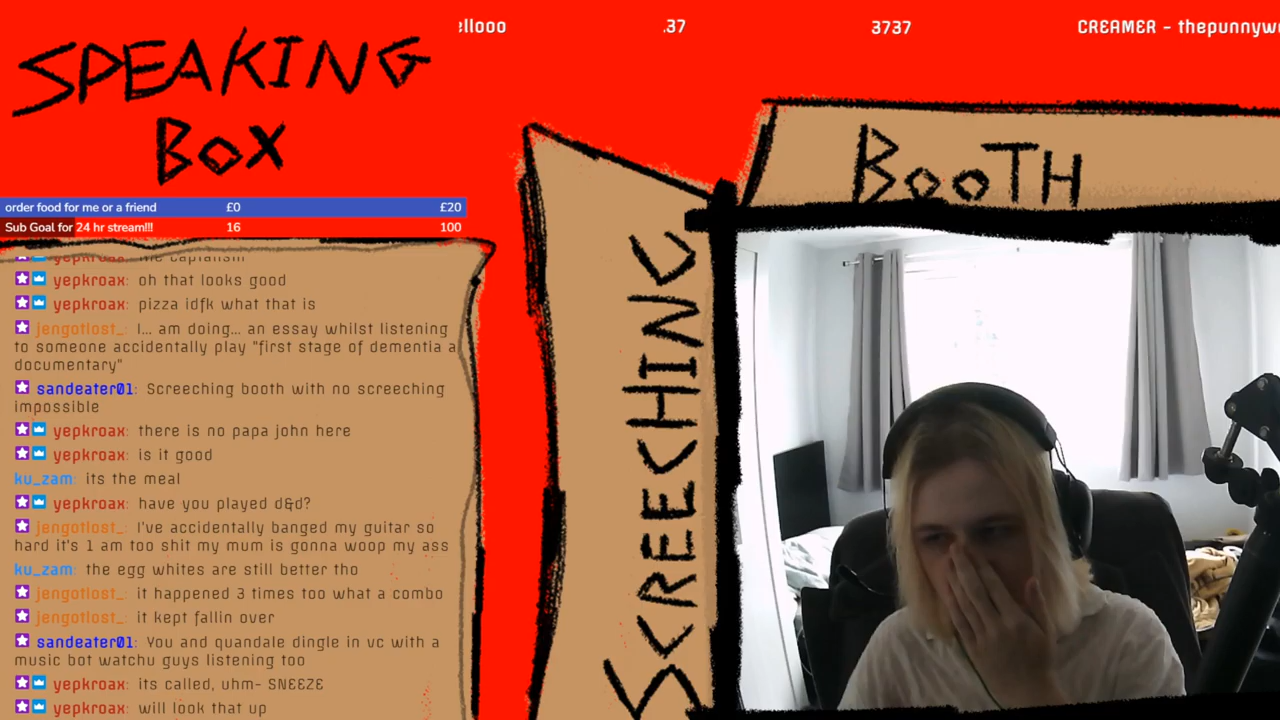 ellooo .37 3737 CREAMER - thepunnyw
SPEAKING
BOX
order food for me or a friend £0 £20
Sub Goal for 24 hr stream!!! 16 100
yepkroax: the capitalism
yepkroax: oh that looks good
yepkroax: pizza idfk what that is
jengotlost_: I... am doing... an essay whilst listening
to someone accidentally play "first stage of dementia a
documentary"
sandeater01: Screeching booth with no screeching
impossible
yepkroax: there is no papa john here
yepkroax: is it good
ku_zam: its the meal
yepkroax: have you played d&d?
jengotlost_: I've accidentally banged my guitar so
hard it's 1 am too shit my mum is gonna woop my ass
ku_zam: the egg whites are still better tho
jengotlost_: it happened 3 times too what a combo
jengotlost_: it kept fallin over
sandeater01: You and quandale dingle in vc with a
music bot watchu guys listening too
yepkroax: its called, uhm- SNEEZE
yepkroax: will look that up
SCREECHING
BOOTH